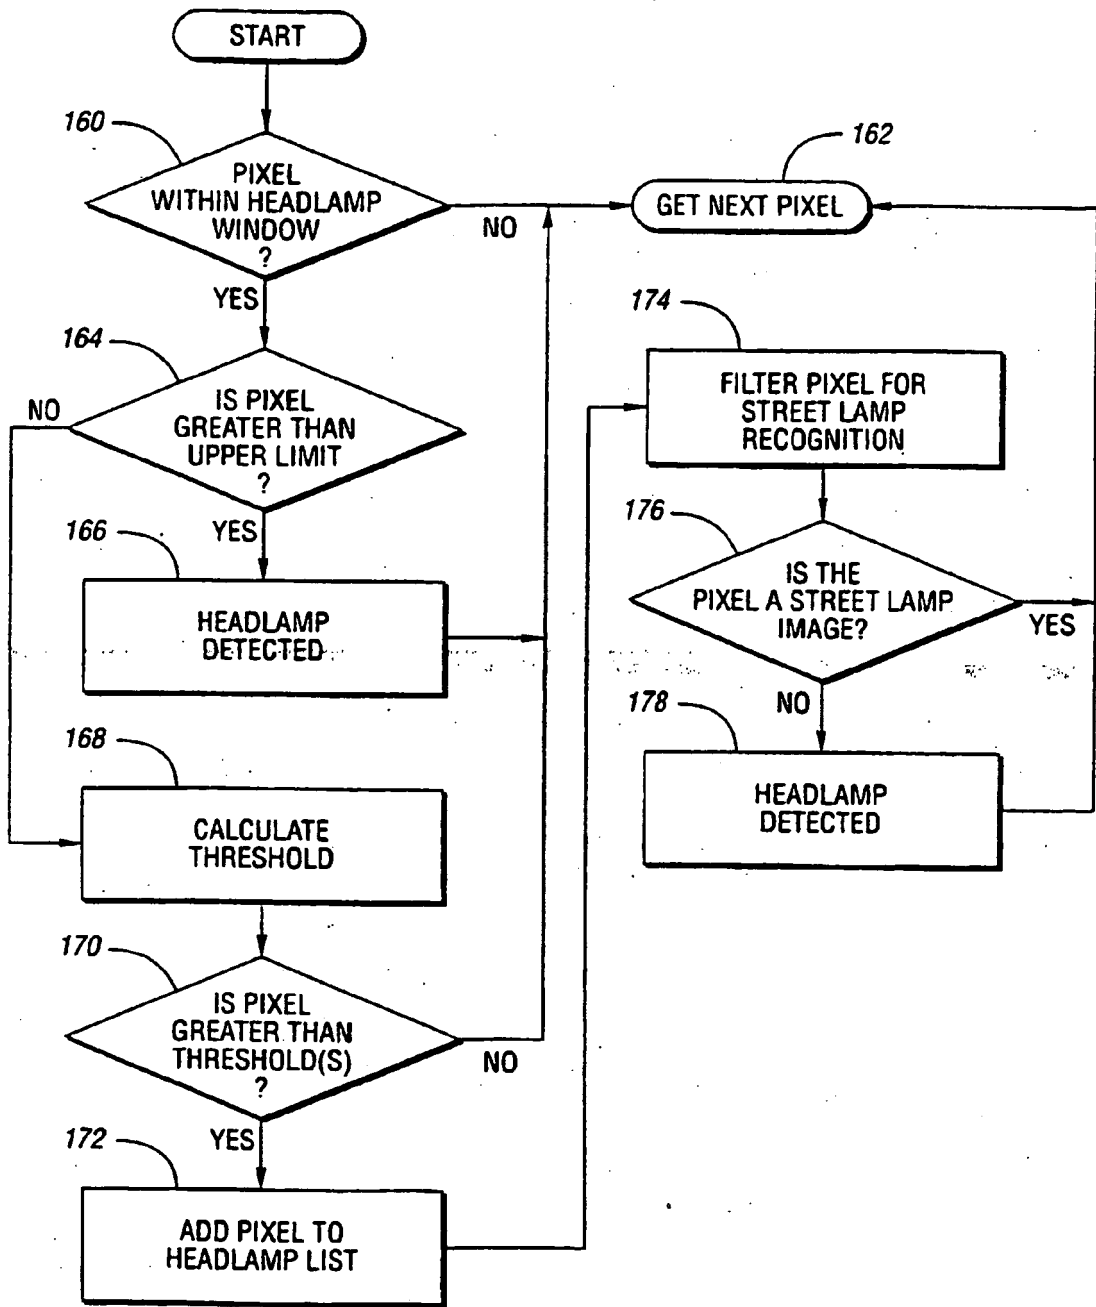 START
160
PIXEL
WITHIN HEADLAMP
WINDOW
?
NO
YES
162
GET NEXT PIXEL
164
NO
IS PIXEL
GREATER THAN
UPPER LIMIT
?
YES
166
HEADLAMP
DETECTED
168
CALCULATE
THRESHOLD
170
IS PIXEL
GREATER THAN
THRESHOLD(S)
?
NO
YES
172
ADD PIXEL TO
HEADLAMP LIST
174
FILTER PIXEL FOR
STREET LAMP
RECOGNITION
176
IS THE
PIXEL A STREET LAMP
IMAGE?
YES
NO
178
HEADLAMP
DETECTED